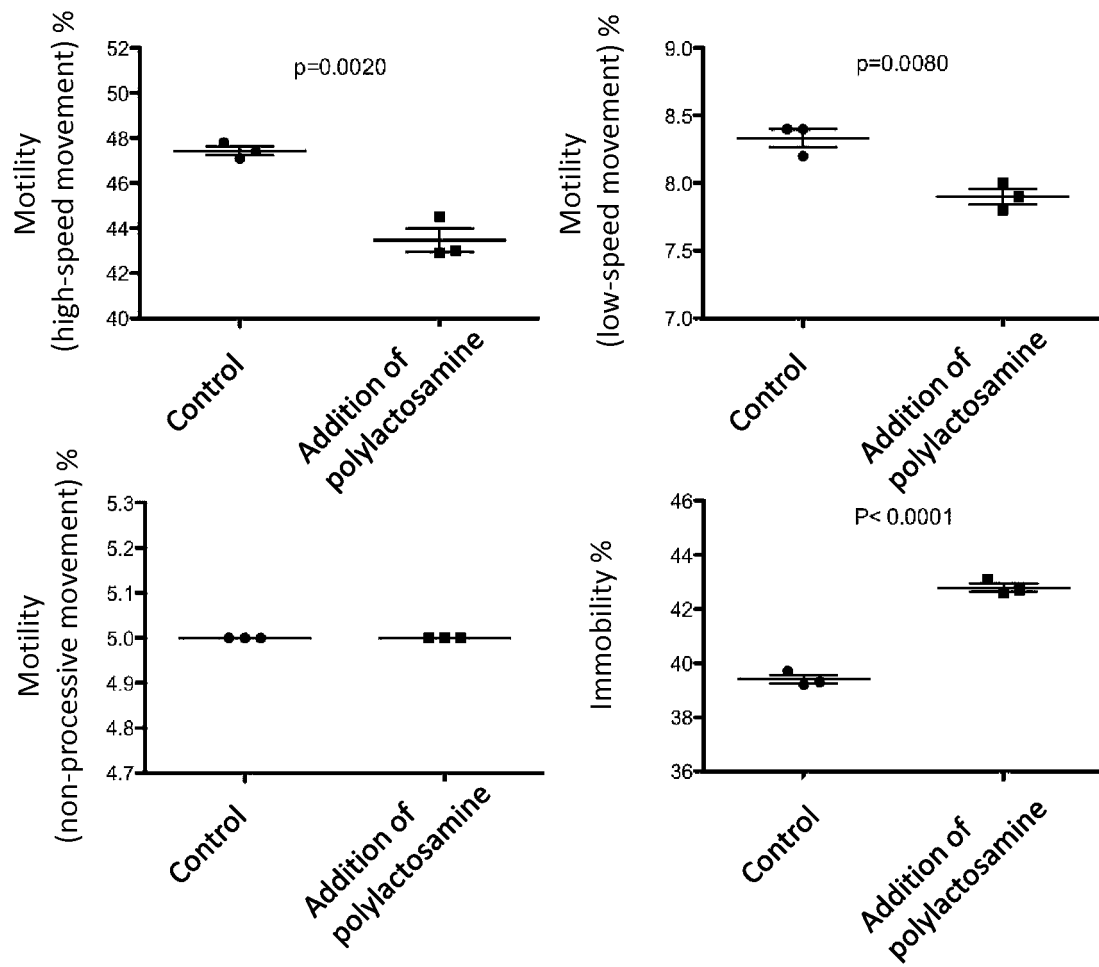 Motility
(high-speed movement) %
52
50
48
46
44
42
40
p=0.0020
Control
Addition of
polylactosamine
Motility
(low-speed movement) %
9.0
8.5
8.0
7.5
7.0
p=0.0080
Control
Addition of
polylactosamine
Motility
(non-processive movement) %
5.3
5.2
5.1
5.0
4.9
4.8
4.7
Control
Addition of
polylactosamine
Immobility %
46
44
42
40
38
36
P< 0.0001
Control
Addition of
polylactosamine